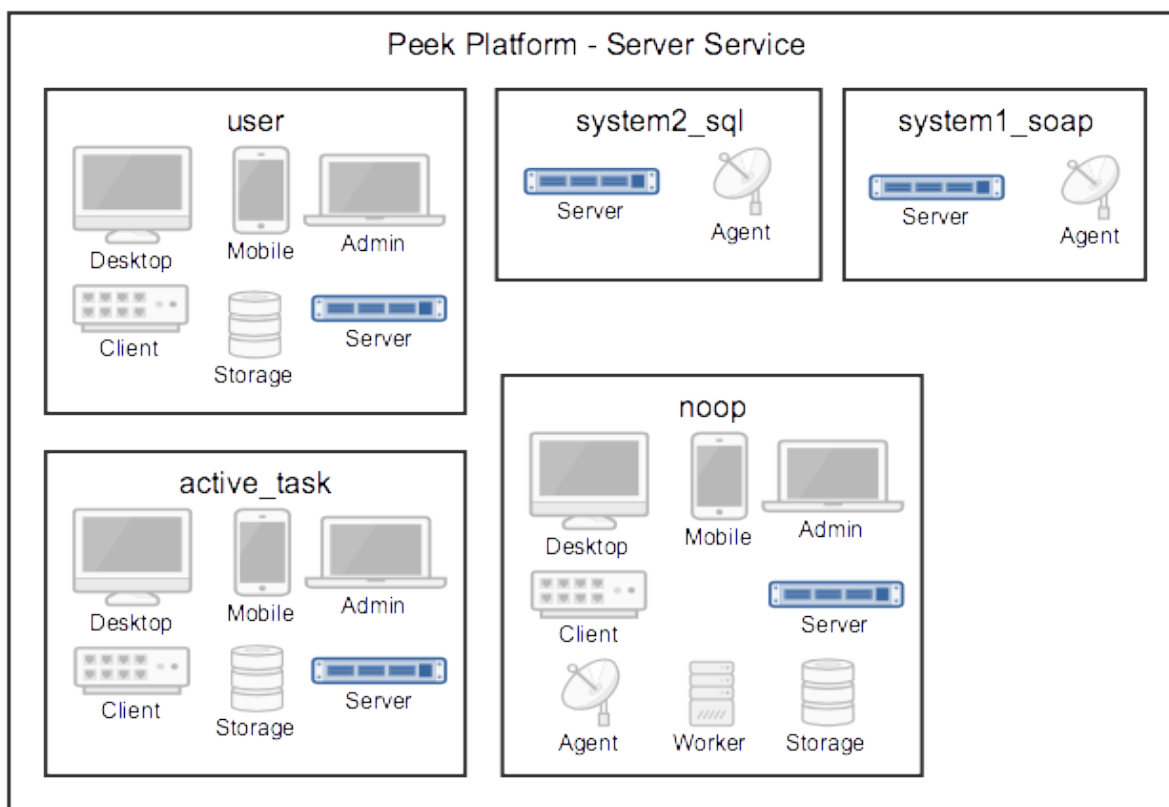 Peek Platform - Server Service
user
Desktop
Mobile
Admin
Client
Storage
Server
system2_sql
Server
Agent
system1_soap
Server
Agent
active_task
Desktop
Mobile
Admin
Client
Storage
Server
noop
Desktop
Mobile
Admin
Client
Server
Agent
Worker
Storage